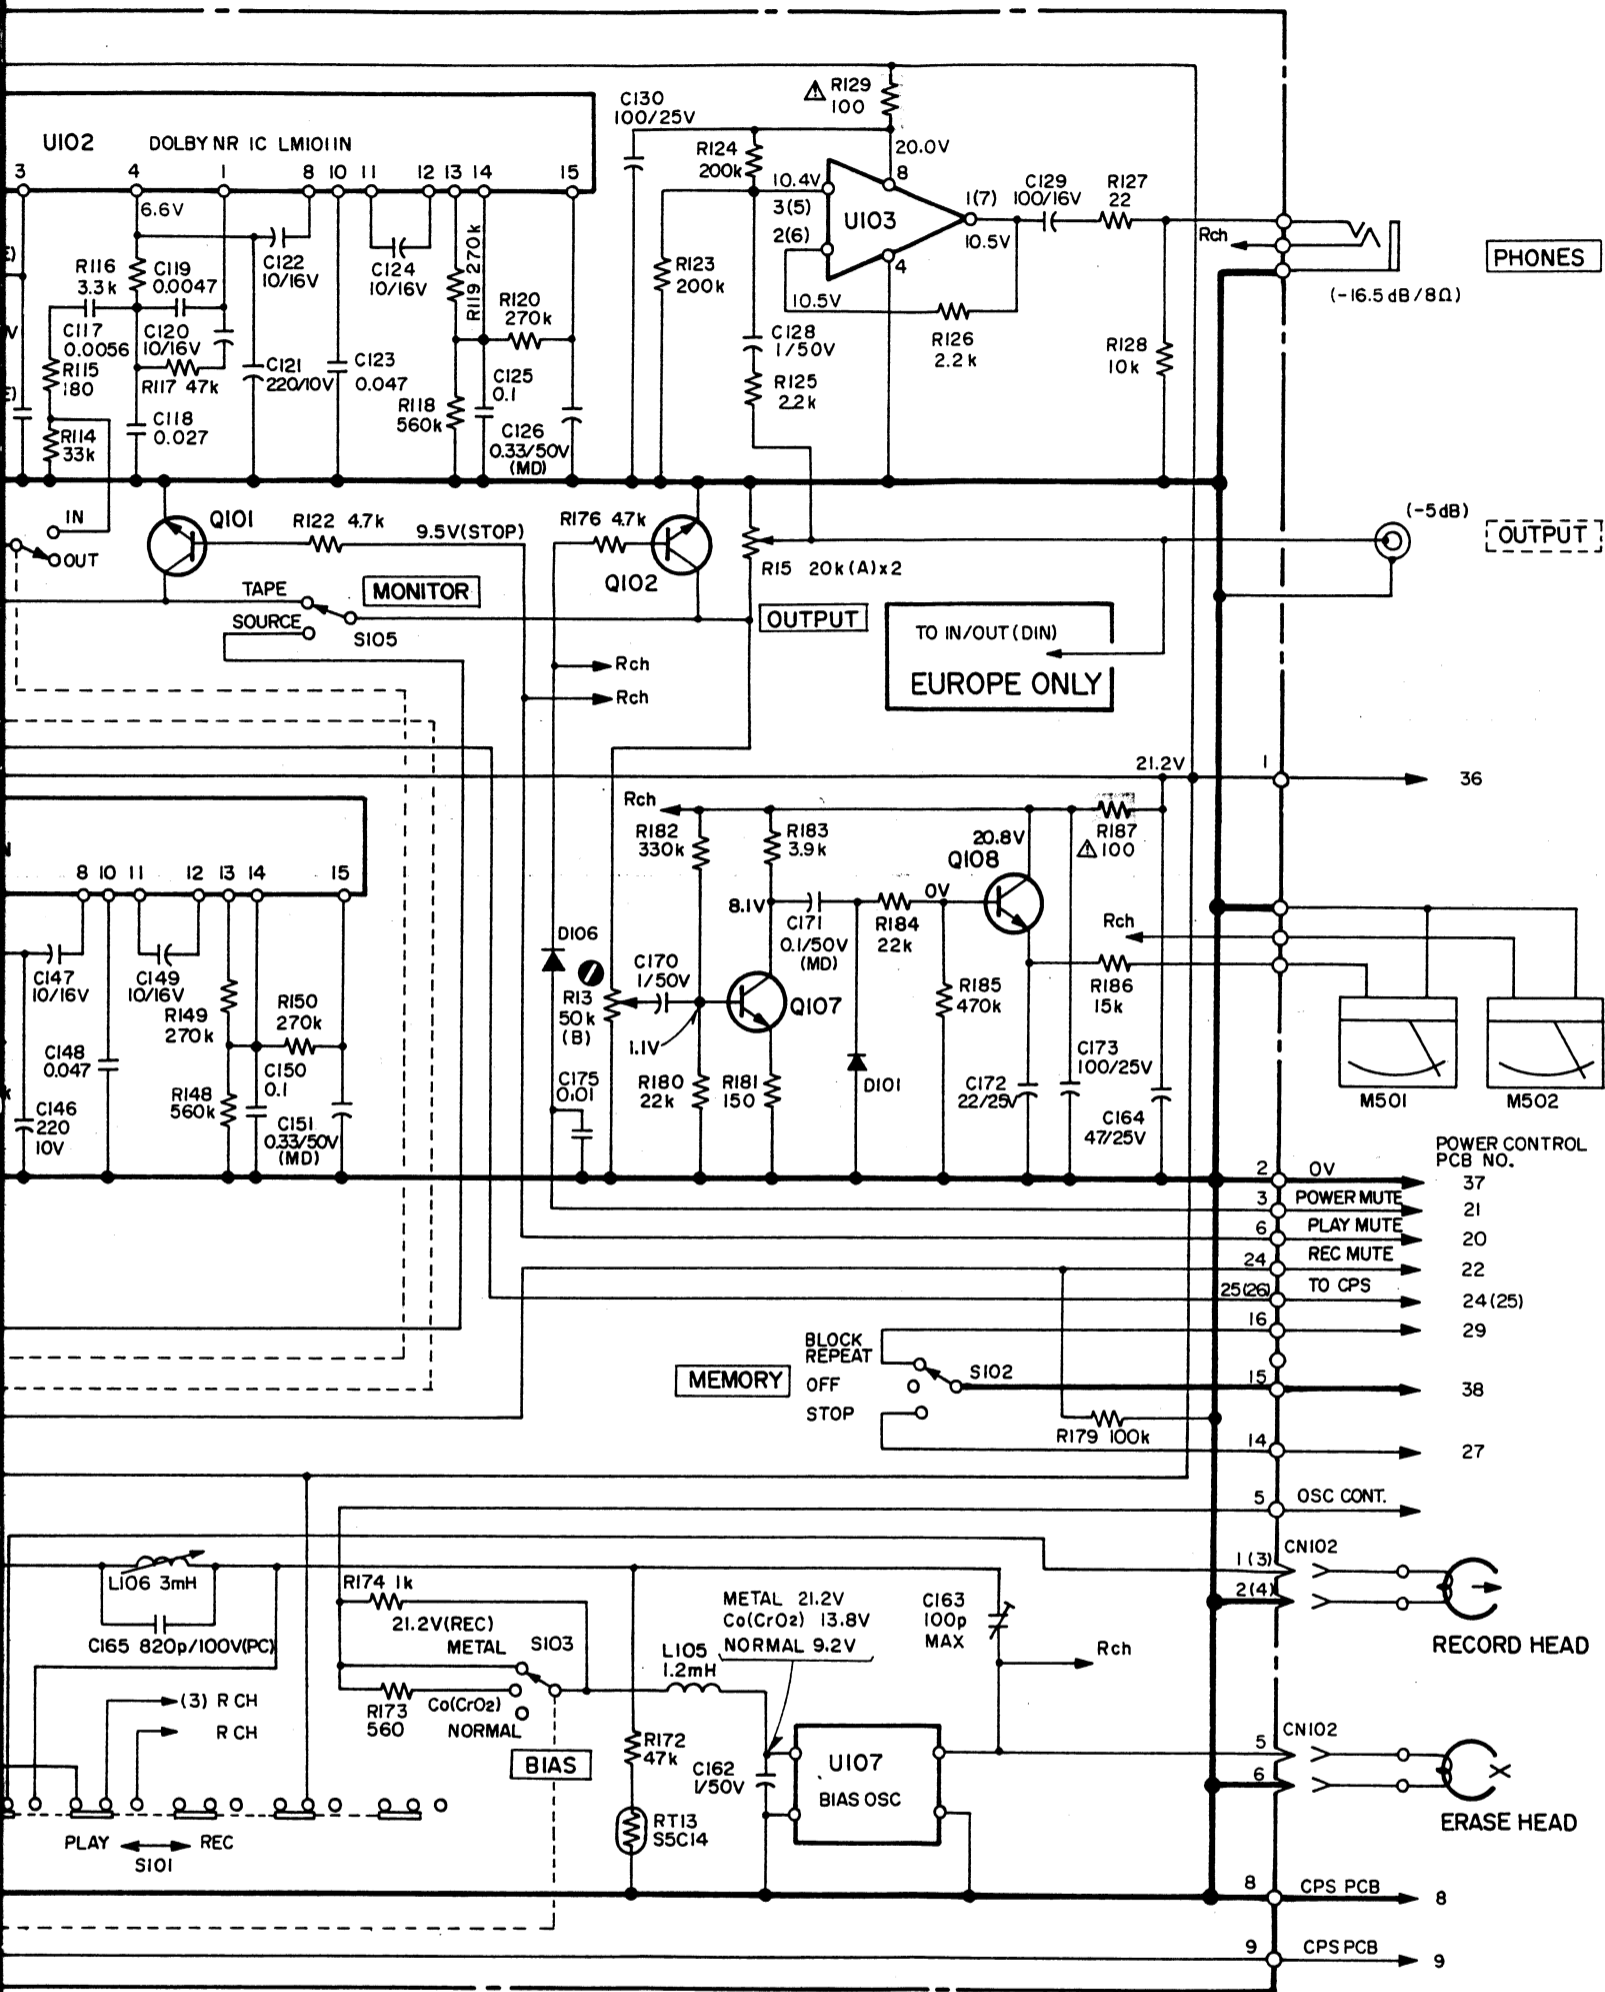 R129
100
C130
100/25V
U102 DOLBY NR IC LM1011N
R124
200k
20.0V
3 4 1 8 10 11 12 13 14 15
6.6V
10.4V
3(5)
2(6)
8
U103
4
1(7)
10.5V
C129
100/16V
R127
22
Rch
PHONES
(-16.5dB/8Ω)
R116
3.3k
C119
0.0047
C122
10/16V
C124
10/16V
R119 270k
R120
270k
R123
200k
10.5V
R126
2.2k
C117
0.0056
C120
10/16V
R115
180
R117 47k
C121
220/10V
C123
0.047
C125
0.1
C128
1/50V
R125
2.2k
R128
10k
R114
33k
C118
0.027
R118
560k
C126
0.33/50V
(MD)
IN
OUT
Q101
R122 4.7k
9.5V(STOP)
R176 4.7k
Q102
R15 20k(A)x2
(-5dB)
OUTPUT
TAPE
MONITOR
SOURCE
S105
OUTPUT
TO IN/OUT(DIN)
EUROPE ONLY
Rch
Rch
21.2V
1
36
Rch
R182
330k
R183
3.9k
20.8V
R187
100
Q108
8 10 11 12 13 14 15
8.1V
C171
0.1/50V
(MD)
R184
22k
0V
Rch
C147
10/16V
C149
10/16V
R149
270k
R150
270k
D106
R13
50k
(B)
C170
1/50V
1.1V
Q107
R185
470k
R186
15k
C148
0.047
C150
0.1
R148
560k
C146
220
10V
C151
0.33/50V
(MD)
C175
0.01
R180
22k
R181
150
D101
C172
22/25V
C173
100/25V
C164
47/25V
M501
M502
POWER CONTROL
PCB NO.
2 0V 37
3 POWER MUTE 21
6 PLAY MUTE 20
24 REC MUTE 22
25(26) TO CPS 24(25)
16 29
BLOCK
REPEAT
MEMORY
OFF
STOP
S102
15 38
R179 100k
14 27
5 OSC CONT.
CN102
1(3)
2(4)
RECORD HEAD
L106 3mH
C165 820p/100V(PC)
R174 1k
21.2V(REC)
METAL
S103
R173
560
Co(CrO2)
NORMAL
BIAS
L105
1.2mH
METAL 21.2V
Co(CrO2) 13.8V
NORMAL 9.2V
C163
100p
MAX
Rch
(3) R CH
R CH
R172
47k
C162
1/50V
U107
BIAS OSC
CN102
5
6
ERASE HEAD
RT13
S5C14
PLAY REC
S101
8 CPS PCB 8
9 CPS PCB 9